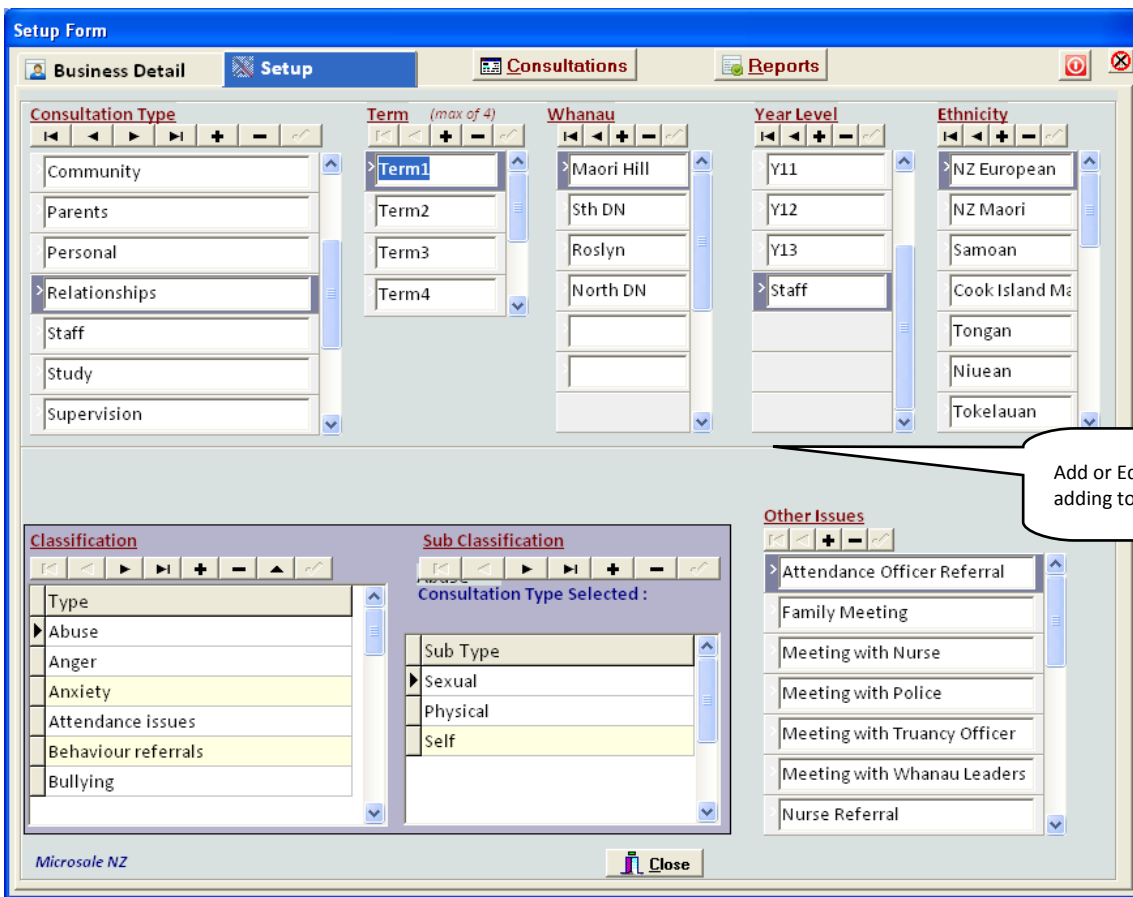 Setup Form
Business Detail
Setup
Consultations
Reports
Consultation Type
Community
Parents
Personal
Relationships
Staff
Study
Supervision
Term (max of 4)
Term1
Term2
Term3
Term4
Whanau
Maori Hill
Sth DN
Roslyn
North DN
Year Level
Y11
Y12
Y13
Staff
Ethnicity
NZ European
NZ Maori
Samoan
Cook Island Ma
Tongan
Niuean
Tokelauan
Add or Ed
adding to
Classification
Type
Abuse
Anger
Anxiety
Attendance issues
Behaviour referrals
Bullying
Sub Classification
Abuse
Consultation Type Selected :
Sub Type
Sexual
Physical
Self
Other Issues
Attendance Officer Referral
Family Meeting
Meeting with Nurse
Meeting with Police
Meeting with Truancy Officer
Meeting with Whanau Leaders
Nurse Referral
Microsale NZ
Close